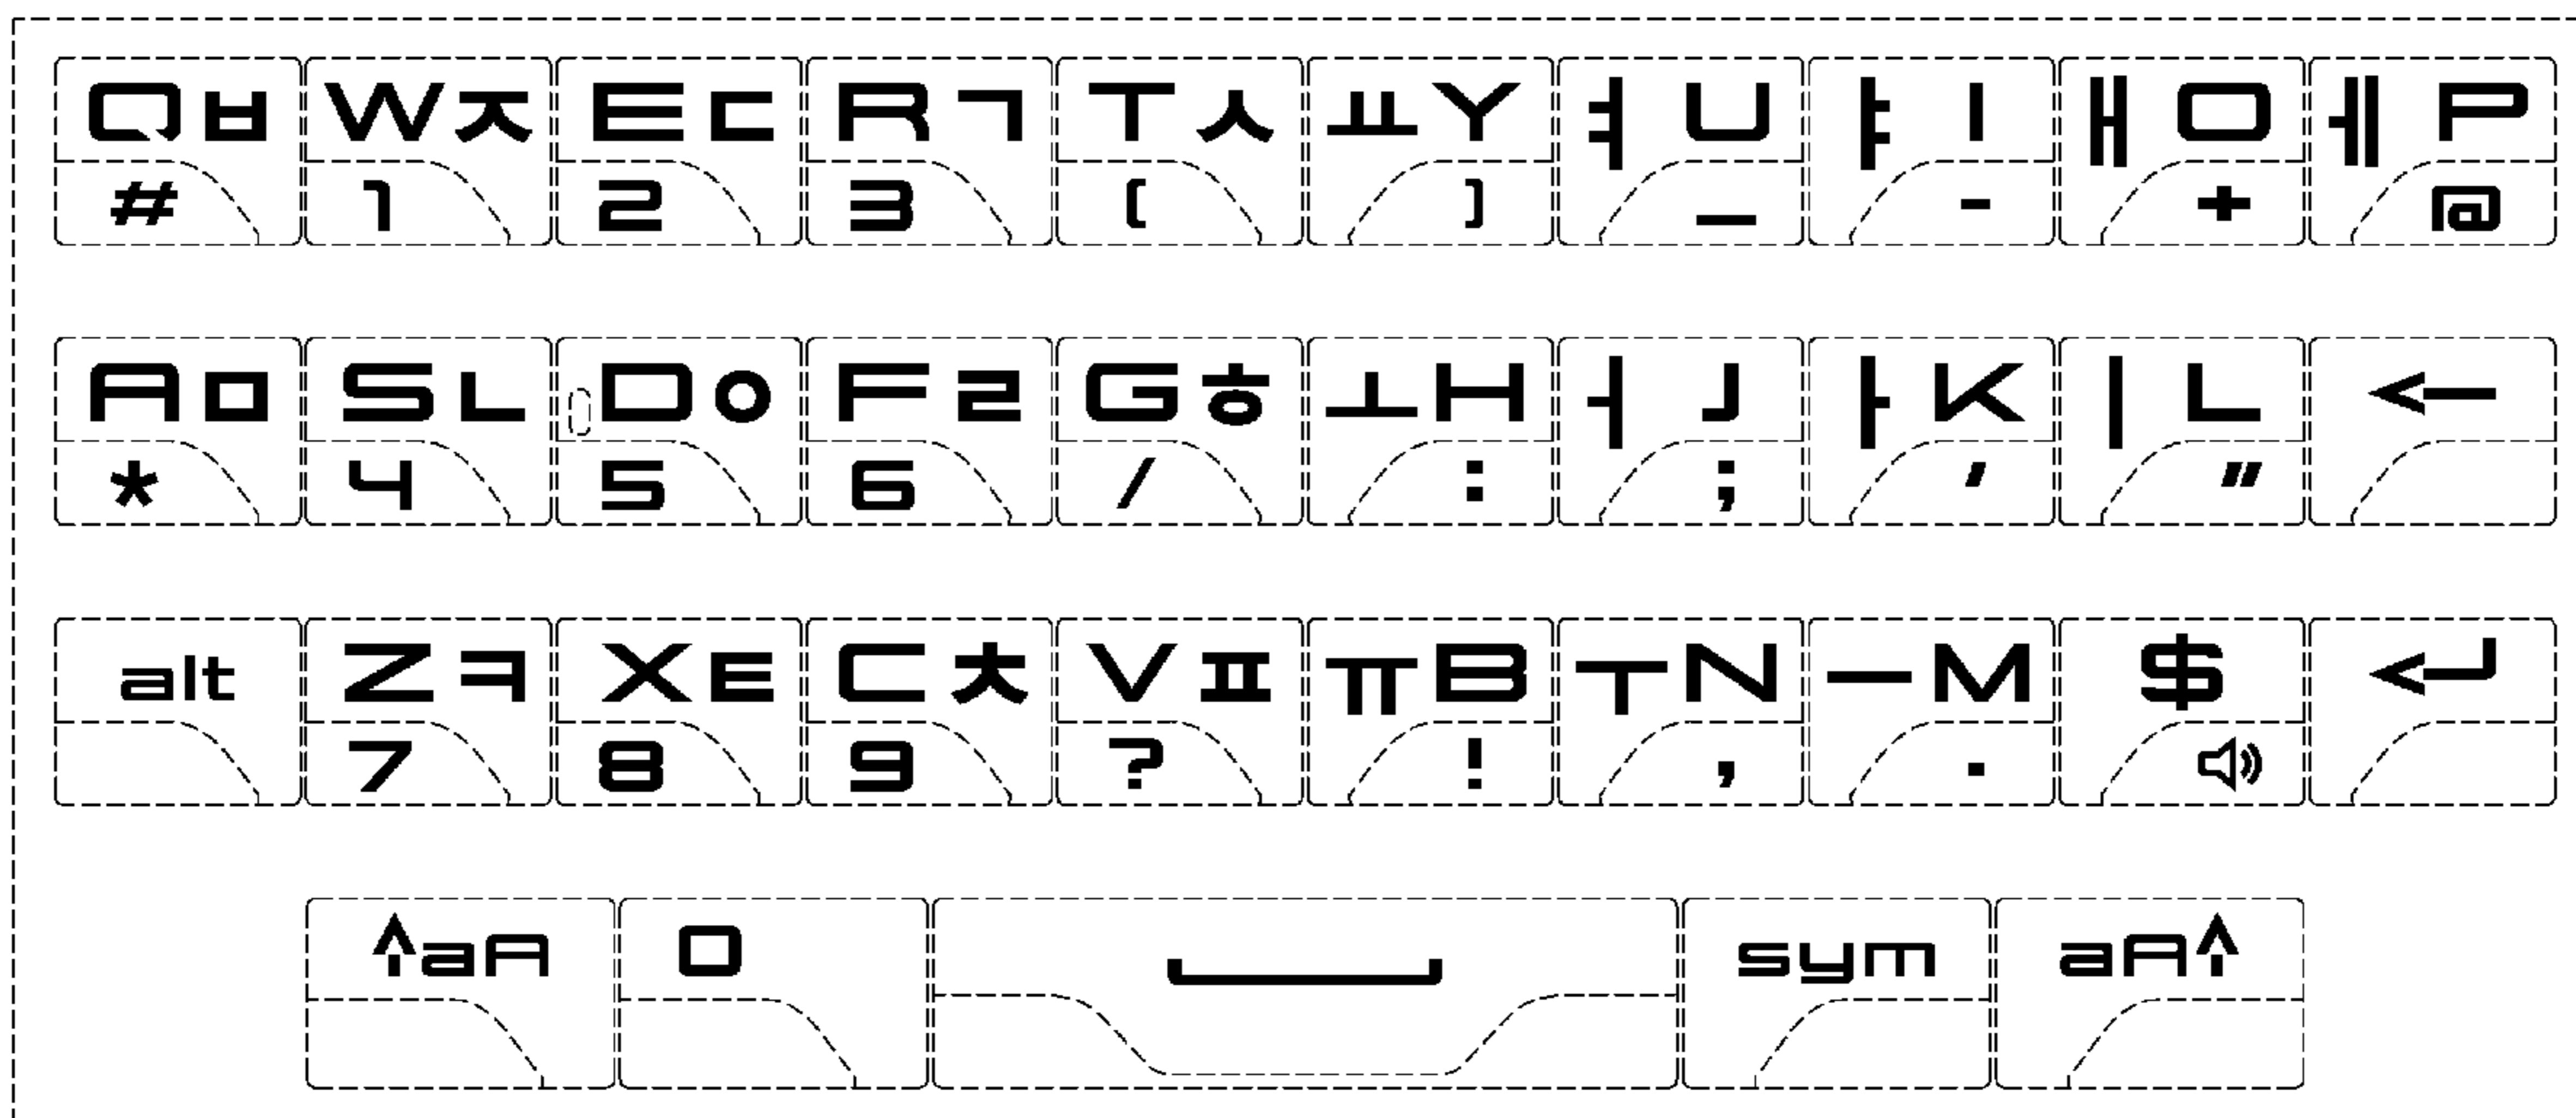 Q ㅂ W ㅈ E ㄷ R ㄱ T ㅅ ㅛ Y ㅕ U ㅑ I ㅐ O ㅔ P
# 1 2 3 ( ) _ - + @
A ㅁ S ㄴ D ㅇ F ㄹ G ㅎ ㅗ H ㅓ J ㅏ K ㅣ L ←
* 4 5 6 / : ; ' "
alt Z ㅋ X ㅌ C ㅊ V ㅍ ㅠ B ㅜ N ㅡ M $ ↵
7 8 9 ? ! , .
↑aA 0 sym aA↑